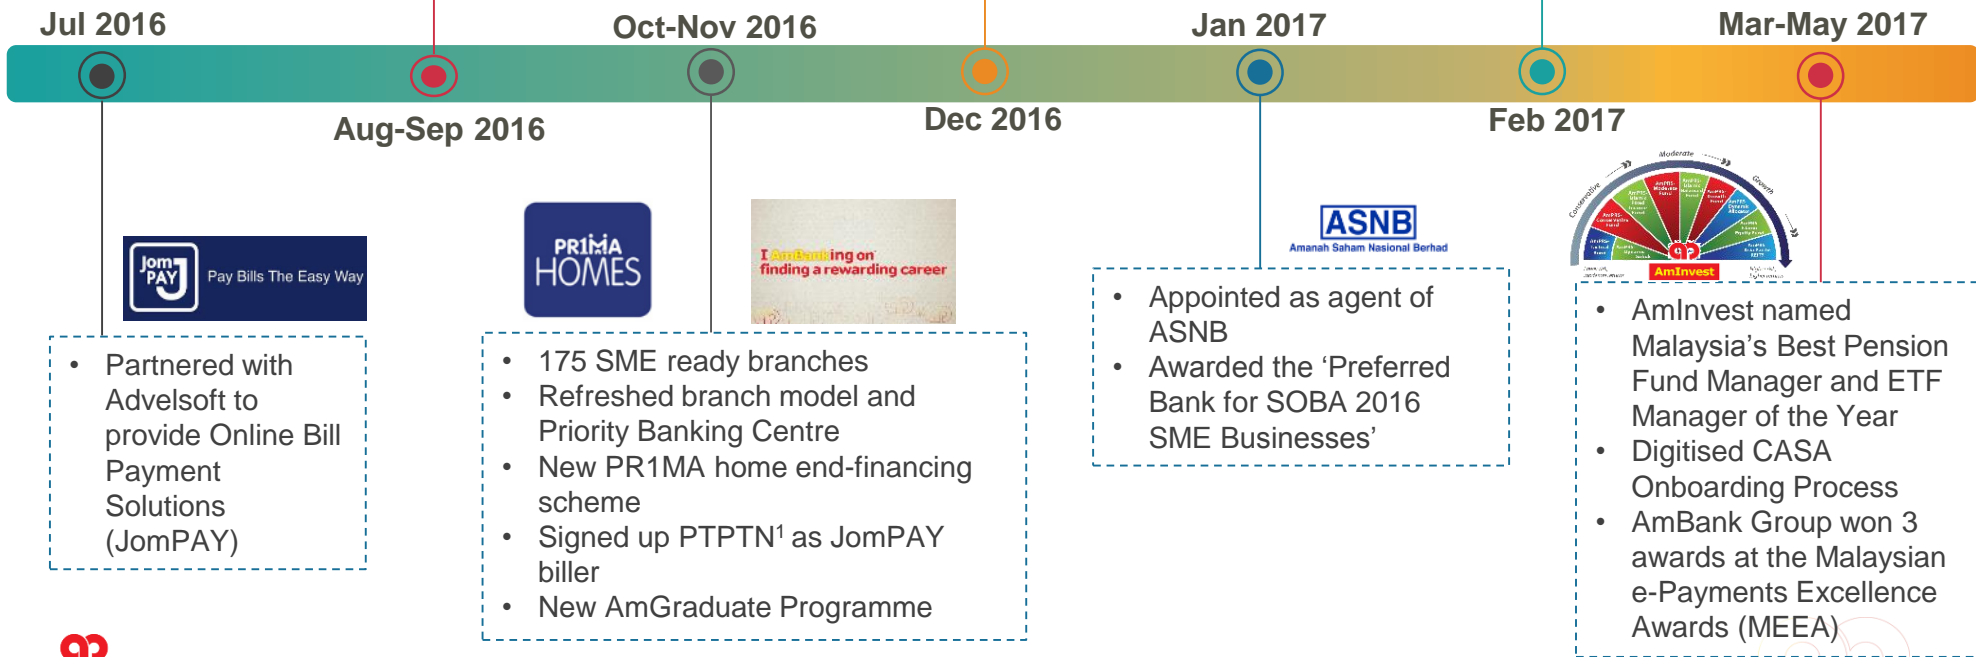 Jul 2016
Oct-Nov 2016
Jan 2017
Mar-May 2017
Aug-Sep 2016
Dec 2016
Feb 2017
Jom
PAY
Pay Bills The Easy Way
• Partnered with
Advelsoft to
provide Online Bill
Payment
Solutions
(JomPAY)
PR1MA
HOMES
I AmBanking on
finding a rewarding career
• 175 SME ready branches
• Refreshed branch model and
Priority Banking Centre
• New PR1MA home end-financing
scheme
• Signed up PTPTN¹ as JomPAY
biller
• New AmGraduate Programme
ASNB
Amanah Saham Nasional Berhad
• Appointed as agent of
ASNB
• Awarded the ‘Preferred
Bank for SOBA 2016
SME Businesses’
Conservative
Moderate
Growth
AmInvest
• AmInvest named
Malaysia’s Best Pension
Fund Manager and ETF
Manager of the Year
• Digitised CASA
Onboarding Process
• AmBank Group won 3
awards at the Malaysian
e-Payments Excellence
Awards (MEEA)